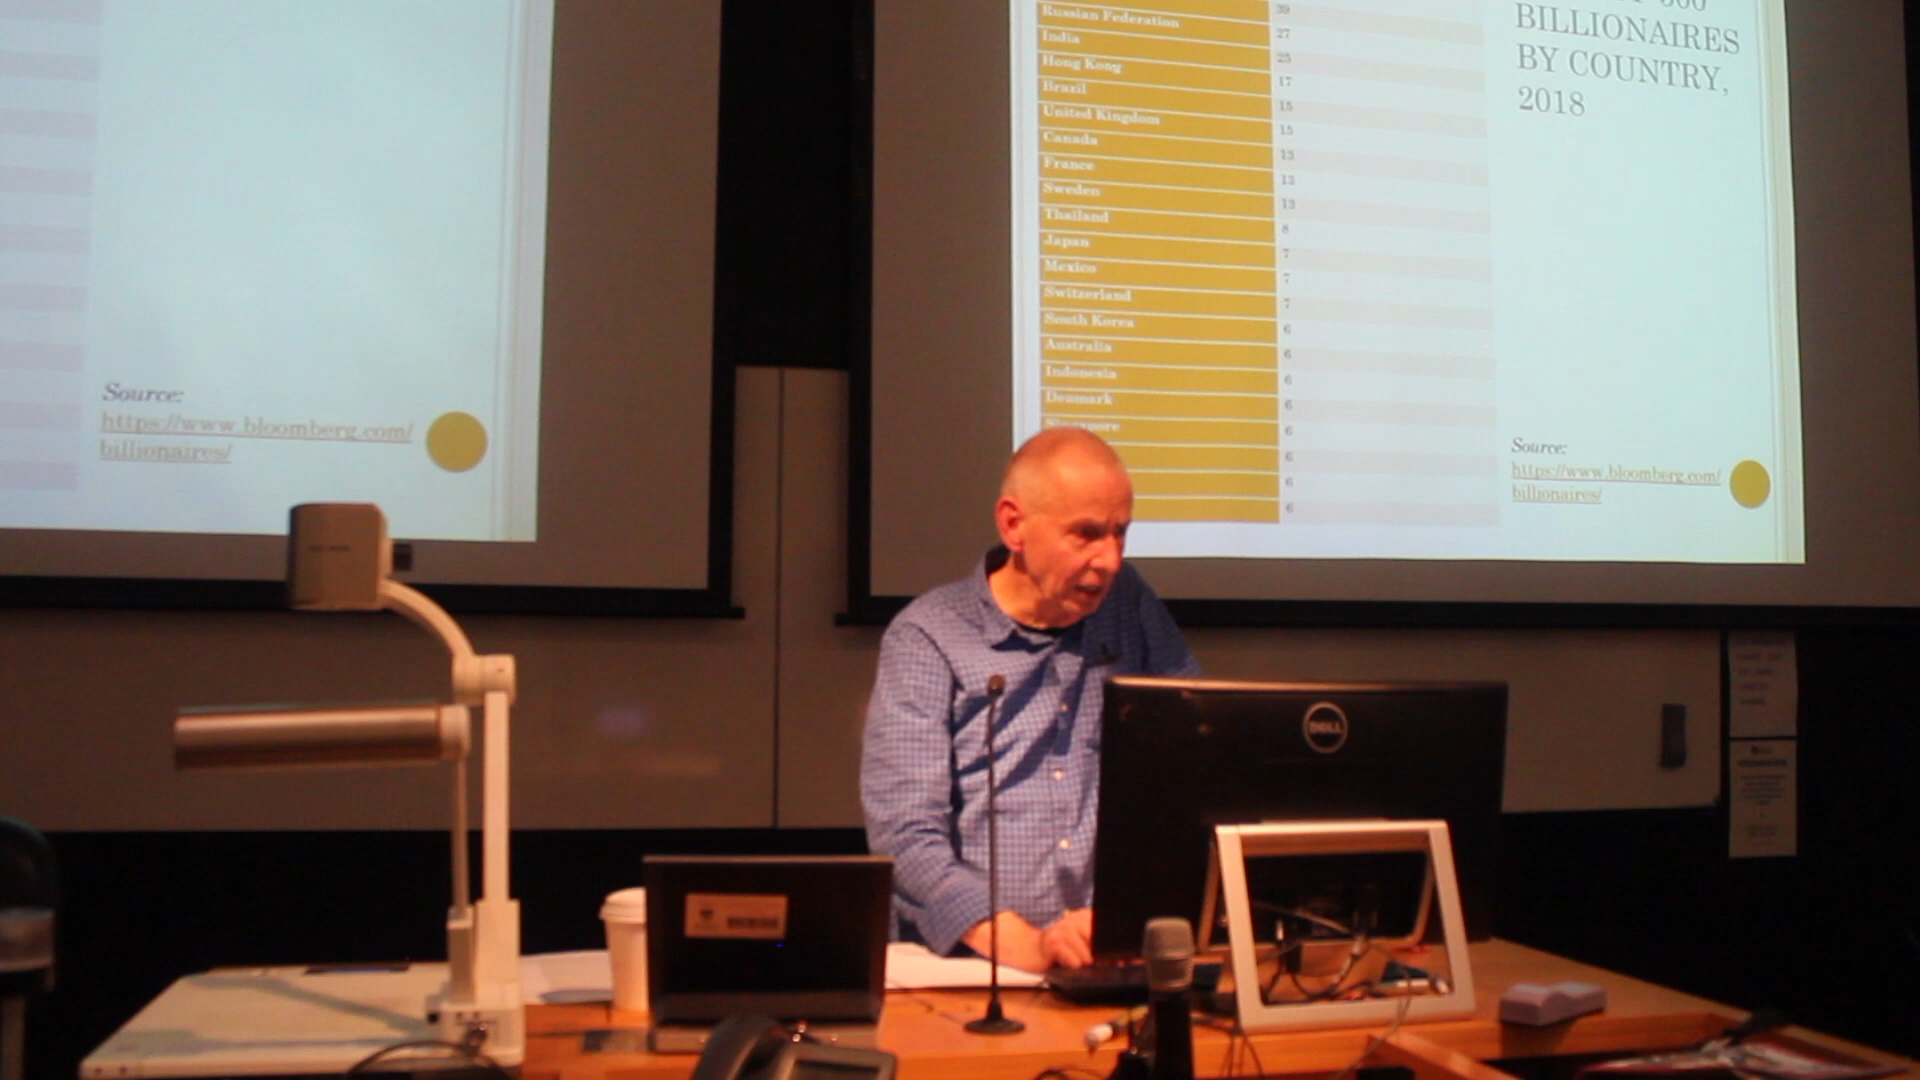 Source:
https://www.bloomberg.com/
billionaires/
39
Russian Federation 27
India 25
Hong Kong 17
Brazil 15
United Kingdom 15
Canada 13
France 13
Sweden 13
Thailand 8
Japan 7
Mexico 7
Switzerland 7
South Korea 6
Australia 6
Indonesia 6
Denmark 6
Singapore 6
6
6
6
500
BILLIONAIRES
BY COUNTRY,
2018
Source:
https://www.bloomberg.com/
billionaires/
DELL